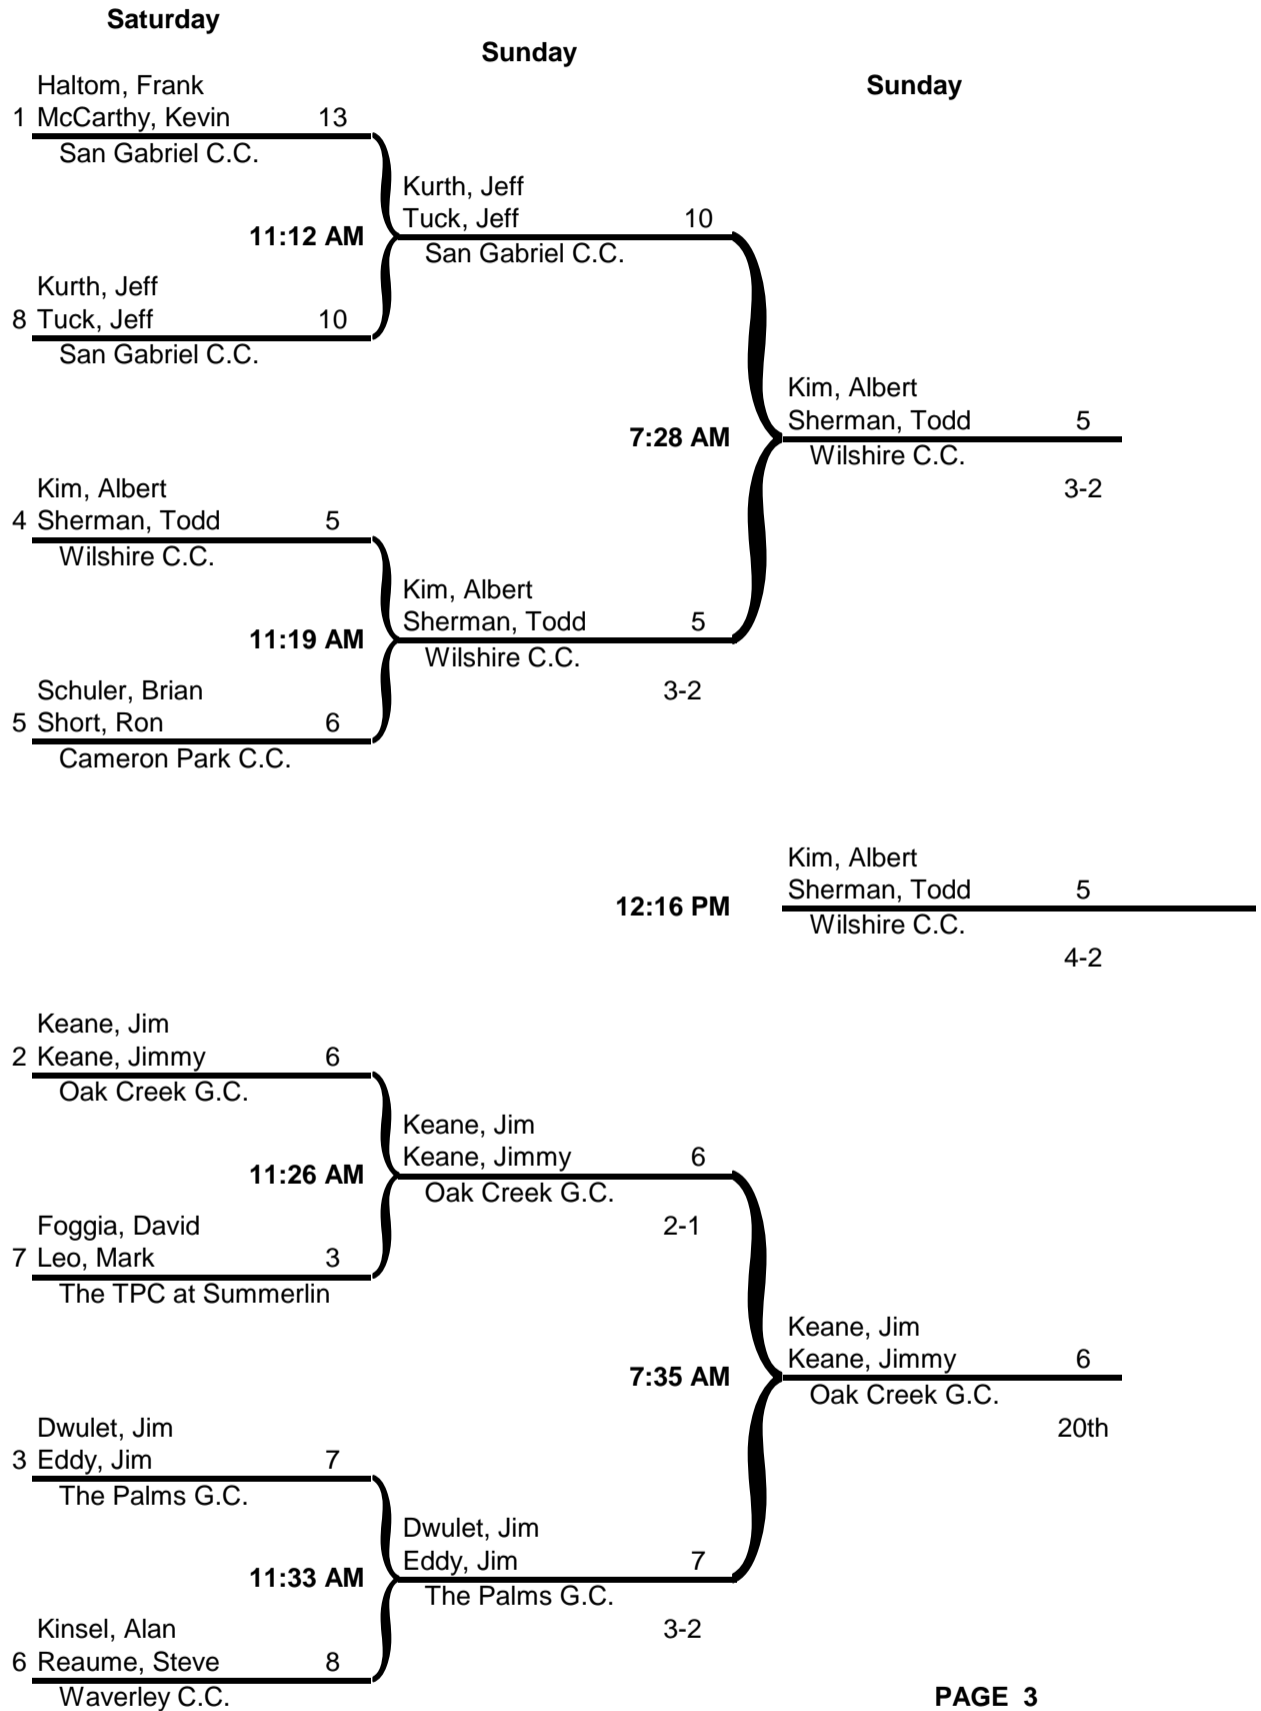 Saturday
Sunday
Sunday
Haltom, Frank
1 McCarthy, Kevin 13
San Gabriel C.C.
Kurth, Jeff
Tuck, Jeff 10
11:12 AM
San Gabriel C.C.
Kurth, Jeff
8 Tuck, Jeff 10
San Gabriel C.C.
Kim, Albert
Sherman, Todd 5
7:28 AM
Wilshire C.C.
3-2
Kim, Albert
4 Sherman, Todd 5
Wilshire C.C.
Kim, Albert
Sherman, Todd 5
11:19 AM
Wilshire C.C.
3-2
Schuler, Brian
5 Short, Ron 6
Cameron Park C.C.
Kim, Albert
Sherman, Todd 5
12:16 PM
Wilshire C.C.
4-2
Keane, Jim
2 Keane, Jimmy 6
Oak Creek G.C.
Keane, Jim
Keane, Jimmy 6
11:26 AM
Oak Creek G.C.
2-1
Foggia, David
7 Leo, Mark 3
The TPC at Summerlin
Keane, Jim
Keane, Jimmy 6
7:35 AM
Oak Creek G.C.
20th
Dwulet, Jim
3 Eddy, Jim 7
The Palms G.C.
Dwulet, Jim
Eddy, Jim 7
11:33 AM
The Palms G.C.
3-2
Kinsel, Alan
6 Reaume, Steve 8
Waverley C.C.
PAGE 3